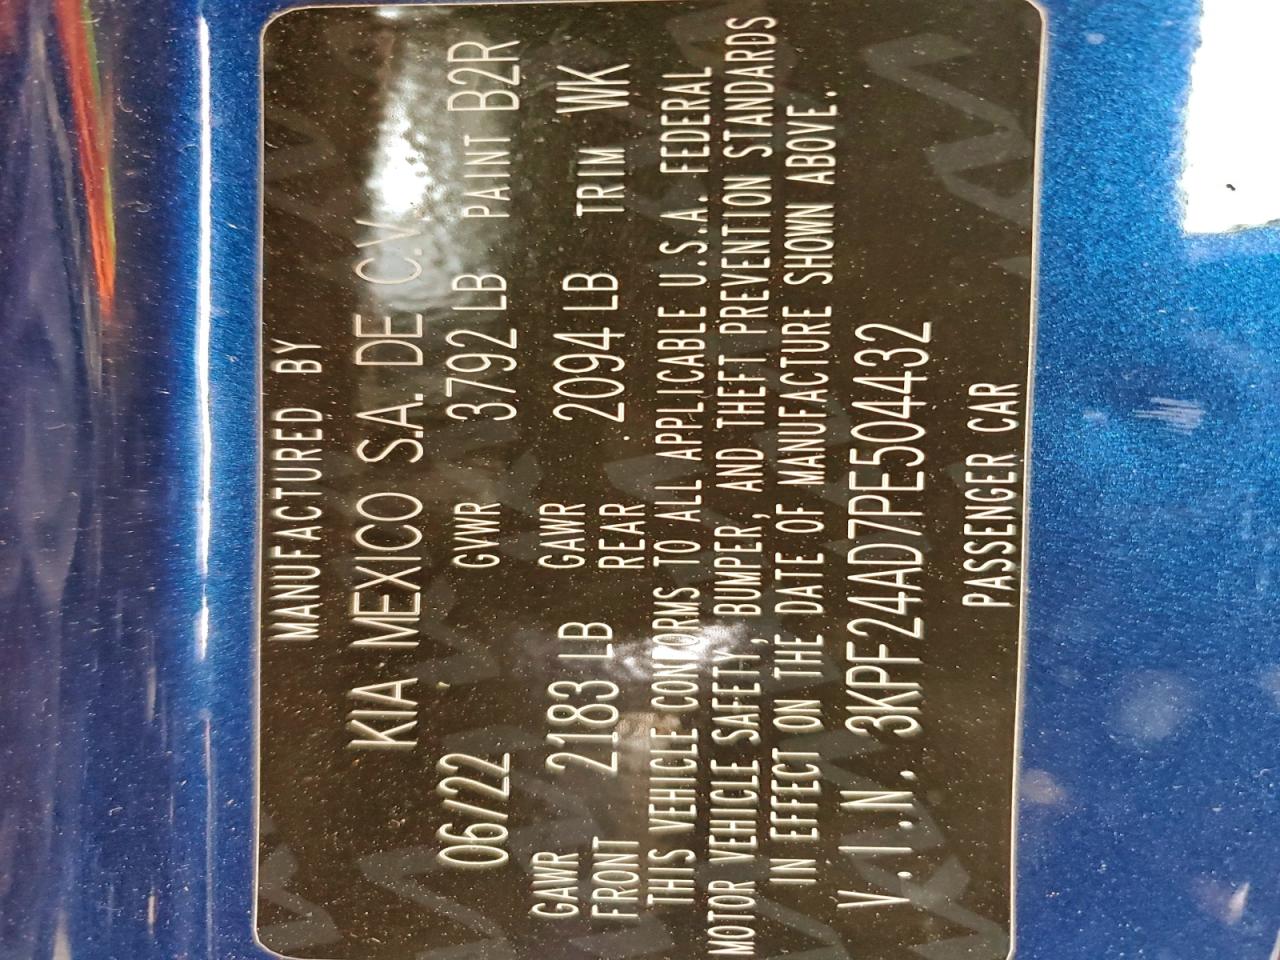 MANUFACTURED BY
KIA MEXICO S.A. DE C.V.
06/22 GVWR 3792 LB PAINT B2R
GAWR FRONT 2183 LB GAWR REAR 2094 LB TRIM WK
THIS VEHICLE CONFORMS TO ALL APPLICABLE U.S.A. FEDERAL
MOTOR VEHICLE SAFETY, BUMPER, AND THEFT PREVENTION STANDARDS
IN EFFECT ON THE DATE OF MANUFACTURE SHOWN ABOVE.
V.I.N. 3KPF24AD7PE504432
PASSENGER CAR